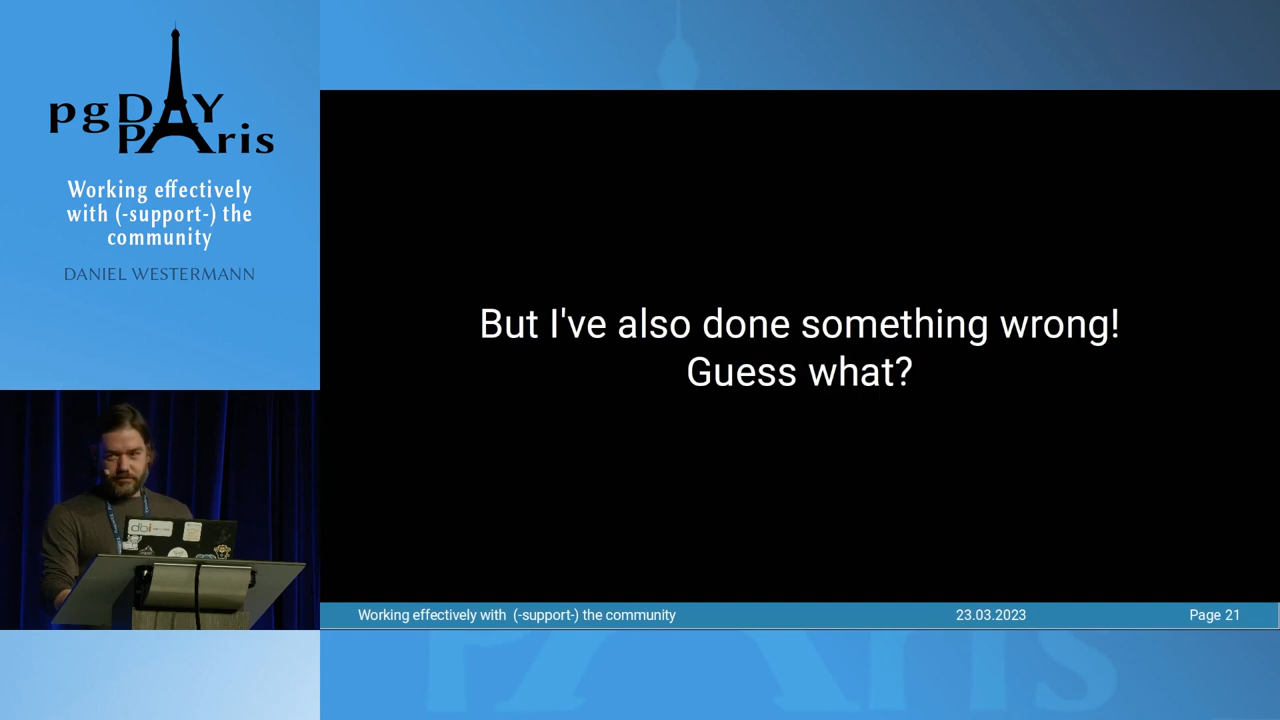 pgDAY
PAris
Working effectively
with (-support-) the
community
DANIEL WESTERMANN
But I've also done something wrong!
Guess what?
dbi
Working effectively with (-support-) the community
23.03.2023
Page 21